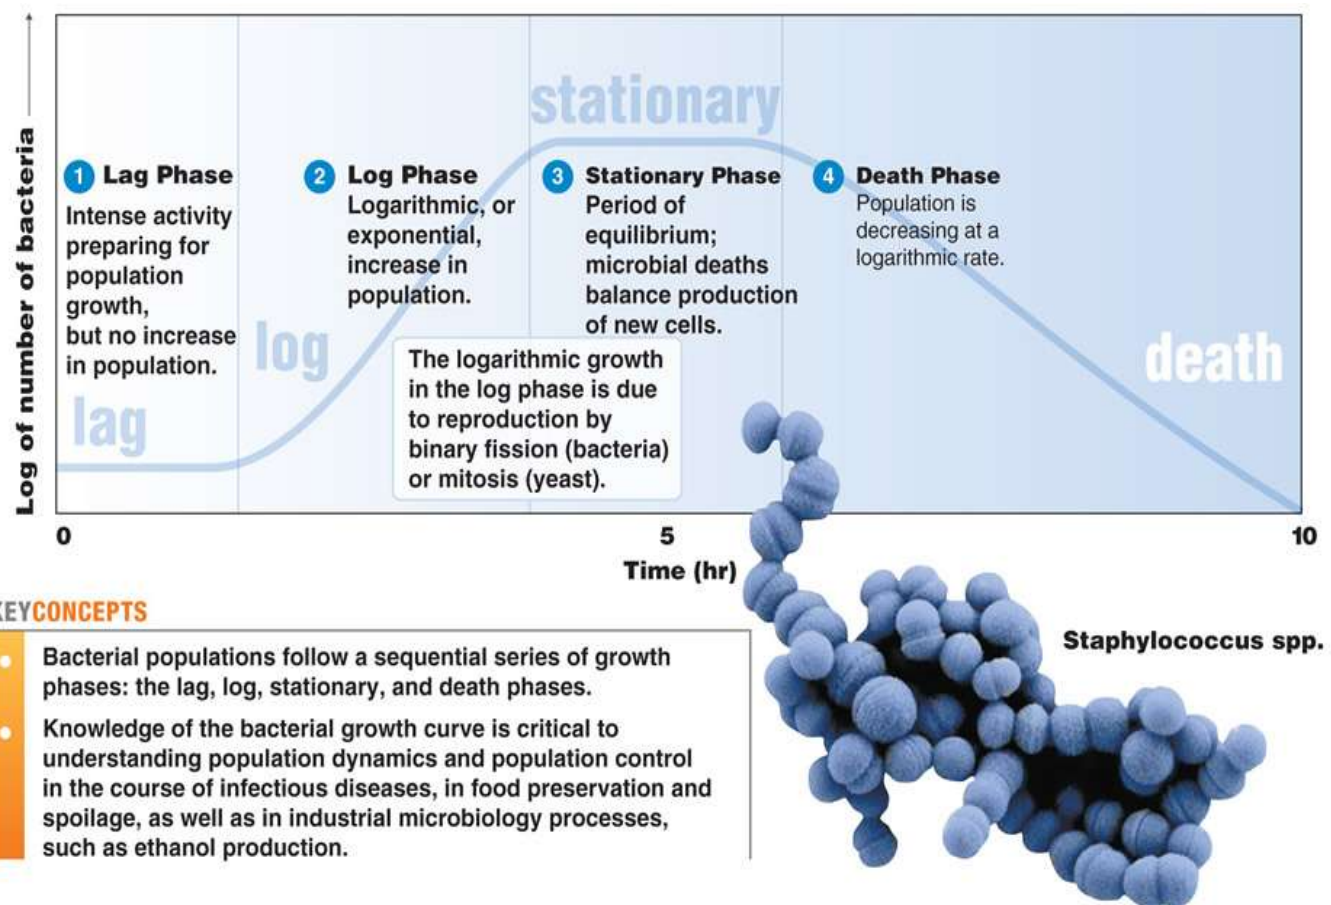 Log of number of bacteria
stationary
1 Lag Phase
Intense activity
preparing for
population
growth,
but no increase
in population.
2 Log Phase
Logarithmic, or
exponential,
increase in
population.
3 Stationary Phase
Period of
equilibrium;
microbial deaths
balance production
of new cells.
4 Death Phase
Population is
decreasing at a
logarithmic rate.
lag
log
death
The logarithmic growth
in the log phase is due
to reproduction by
binary fission (bacteria)
or mitosis (yeast).
0 5 10
Time (hr)
KEYCONCEPTS
Bacterial populations follow a sequential series of growth
phases: the lag, log, stationary, and death phases.
Knowledge of the bacterial growth curve is critical to
understanding population dynamics and population control
in the course of infectious diseases, in food preservation and
spoilage, as well as in industrial microbiology processes,
such as ethanol production.
Staphylococcus spp.